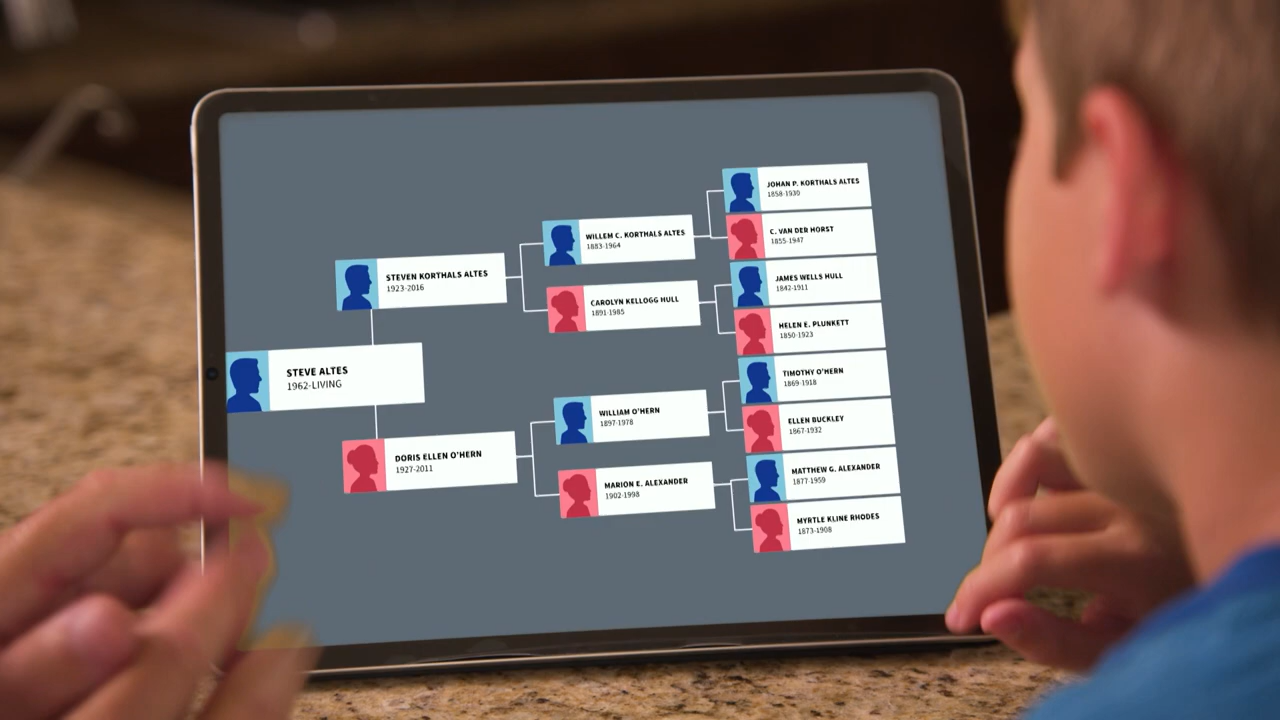 STEVE ALTES
1962-LIVING
STEVEN KORTHALS ALTES
1923-2016
DORIS ELLEN O'HERN
1927-2011
WILLEM C. KORTHALS ALTES
1883-1964
CAROLYN KELLOGG HULL
1891-1985
WILLIAM O'HERN
1897-1978
MARION E. ALEXANDER
1902-1998
JOHAN P. KORTHALS ALTES
1858-1930
C. VAN DER HORST
1855-1947
JAMES WELLS HULL
1842-1911
HELEN E. PLUNKETT
1850-1923
TIMOTHY O'HERN
1869-1918
ELLEN BUCKLEY
1867-1932
MATTHEW G. ALEXANDER
1877-1959
MYRTLE KLINE RHODES
1873-1908